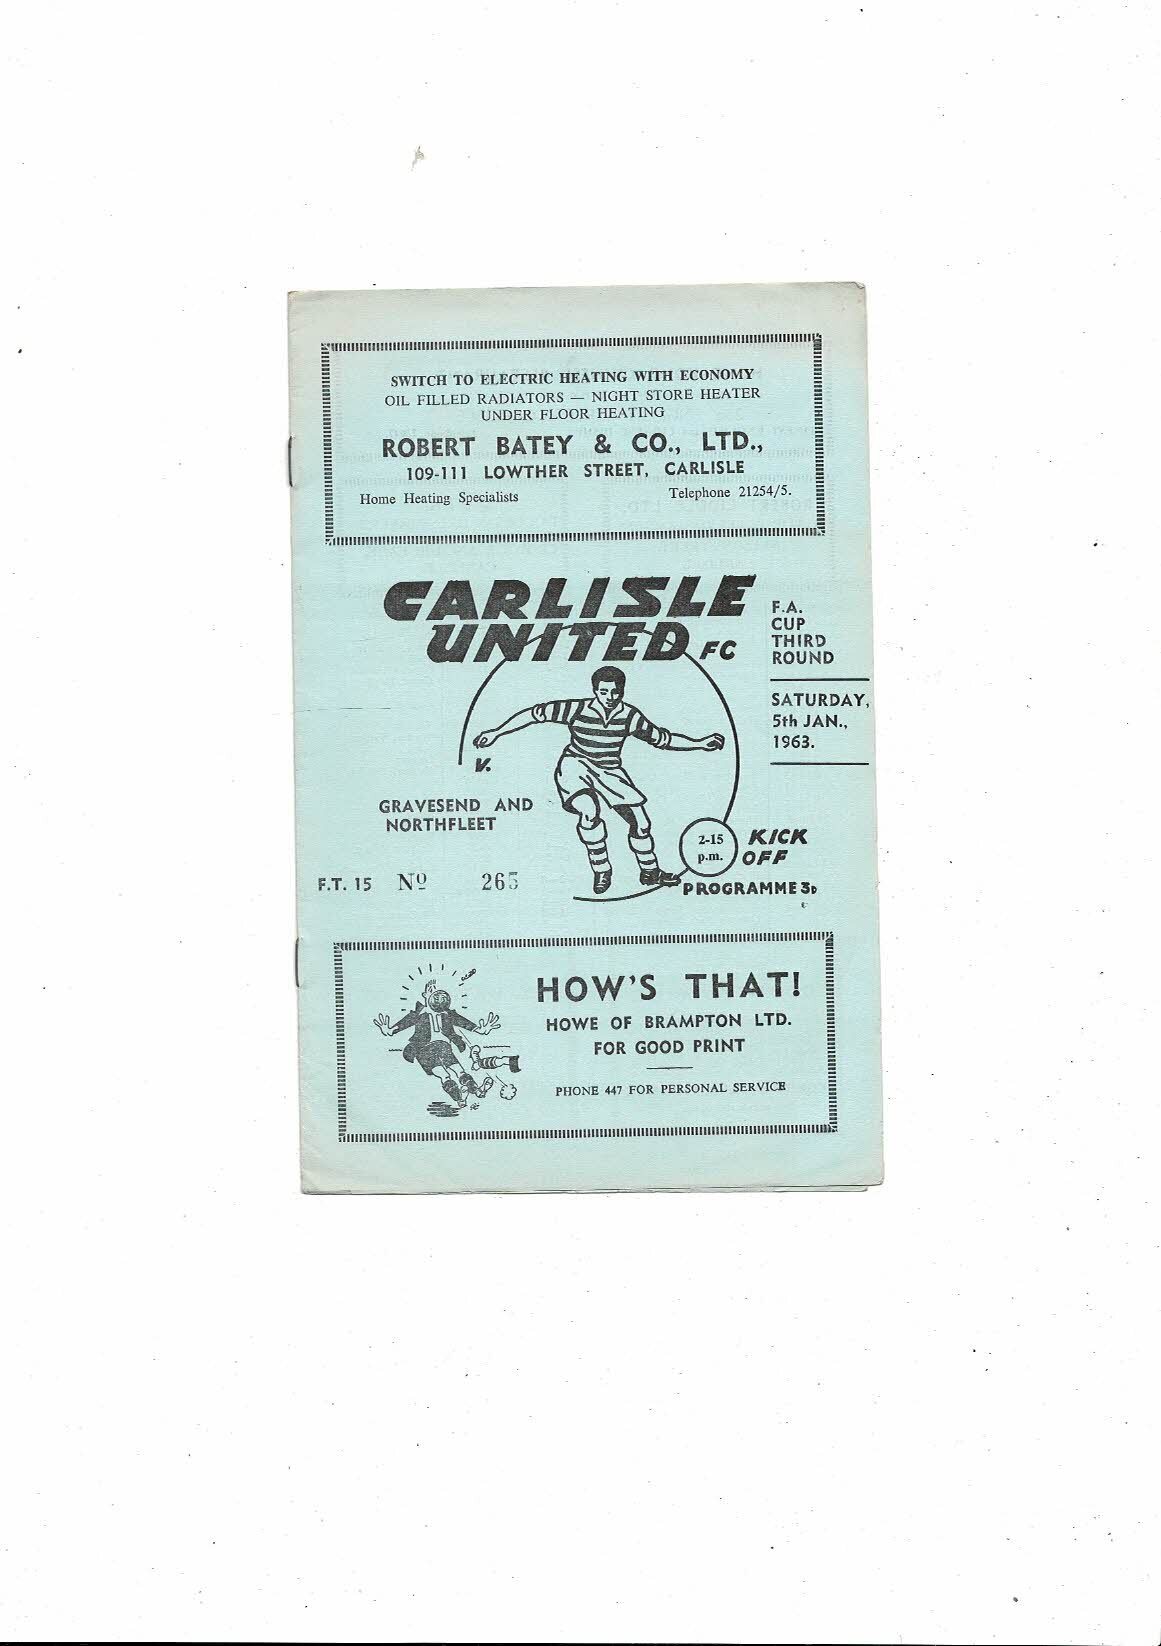 SWITCH TO ELECTRIC HEATING WITH ECONOMY
OIL FILLED RADIATORS — NIGHT STORE HEATER
UNDER FLOOR HEATING
ROBERT BATEY & CO., LTD.,
109-111 LOWTHER STREET, CARLISLE
Home Heating Specialists Telephone 21254/5.
CARLISLE
UNITED FC
F.A.
CUP
THIRD
ROUND
SATURDAY,
5th JAN.,
1963.
V.
GRAVESEND AND
NORTHFLEET
2-15
p.m.
KICK
OFF
F.T. 15 Nº 265
PROGRAMME 3D
HOW'S THAT!
HOWE OF BRAMPTON LTD.
FOR GOOD PRINT
PHONE 447 FOR PERSONAL SERVICE